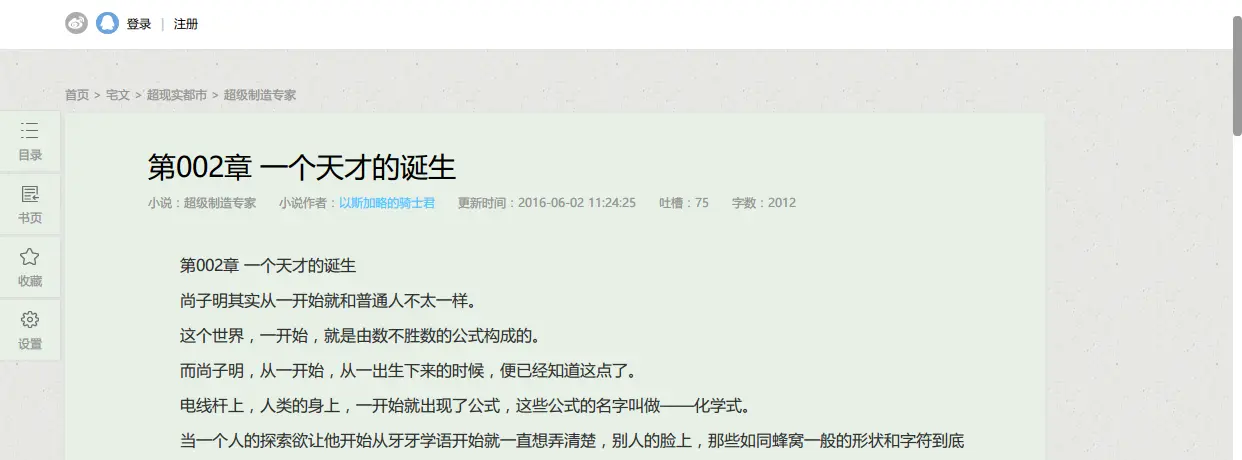 登录 | 注册
首页 > 宅文 > 超现实都市 > 超级制造专家
目录
书页
收藏
设置
第002章 一个天才的诞生
小说：超级制造专家 小说作者：以斯加略的骑士君 更新时间：2016-06-02 11:24:25 吐槽：75 字数：2012
第002章 一个天才的诞生
尚子明其实从一开始就和普通人不太一样。
这个世界，一开始，就是由数不胜数的公式构成的。
而尚子明，从一开始，从一出生下来的时候，便已经知道这点了。
电线杆上，人类的身上，一开始就出现了公式，这些公式的名字叫做——化学式。
当一个人的探索欲让他开始从牙牙学语开始就一直想弄清楚，别人的脸上，那些如同蜂窝一般的形状和字符到底